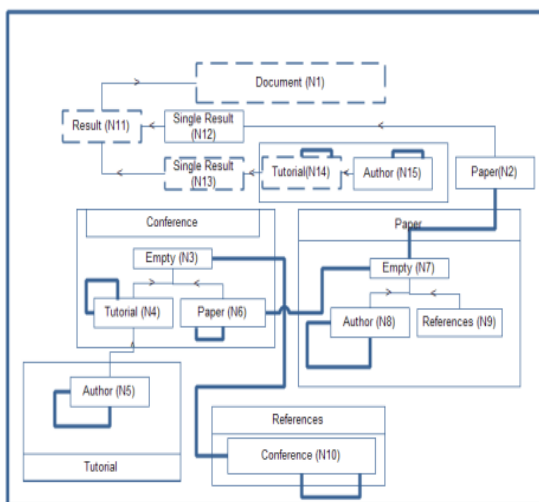 Document (N1)
Result (N11)
Single Result
(N12)
Single Result
(N13)
Tutorial(N14)
Author (N15)
Paper(N2)
Conference
Paper
Empty (N3)
Empty (N7)
Tutorial (N4)
Paper (N6)
Author (N8)
References (N9)
Author (N5)
References
Conference (N10)
Tutorial